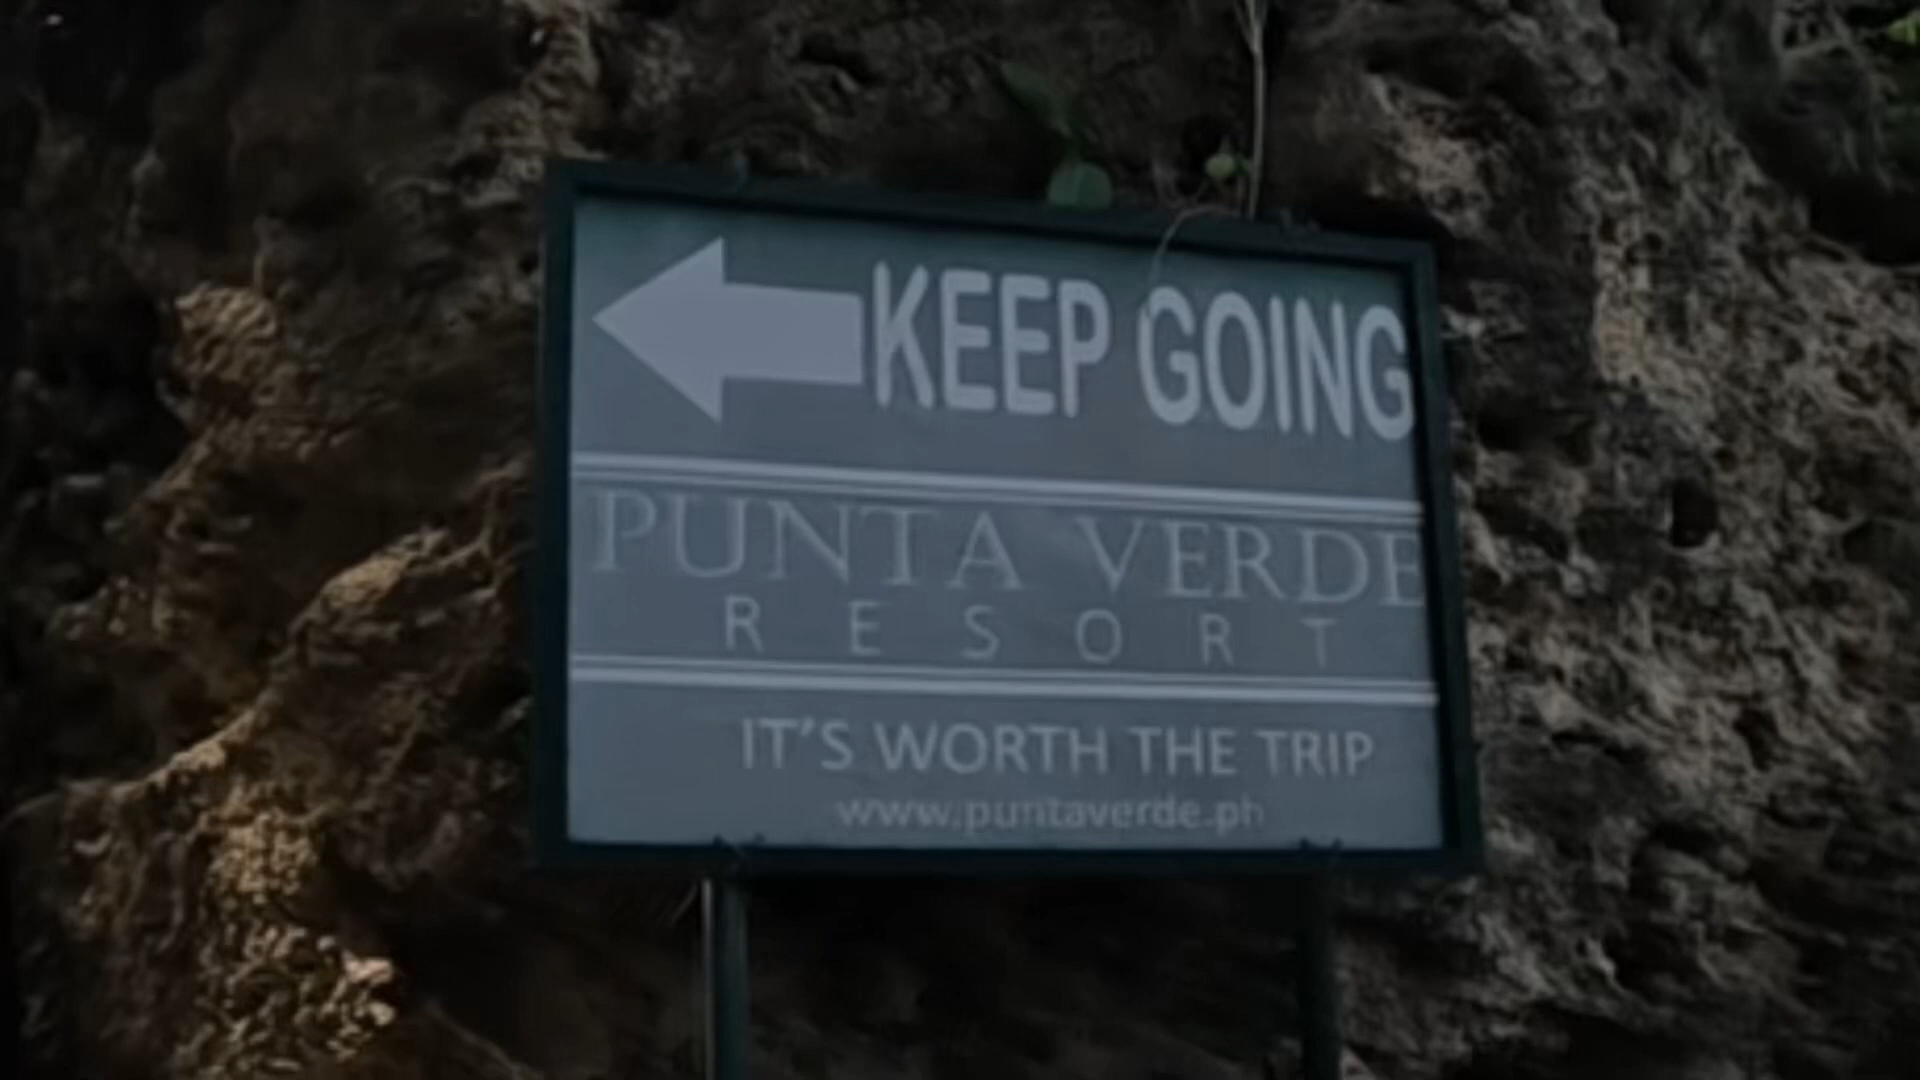 KEEP GOING
PUNTA VERDE
RESORT
IT'S WORTH THE TRIP
www.puntaverde.ph